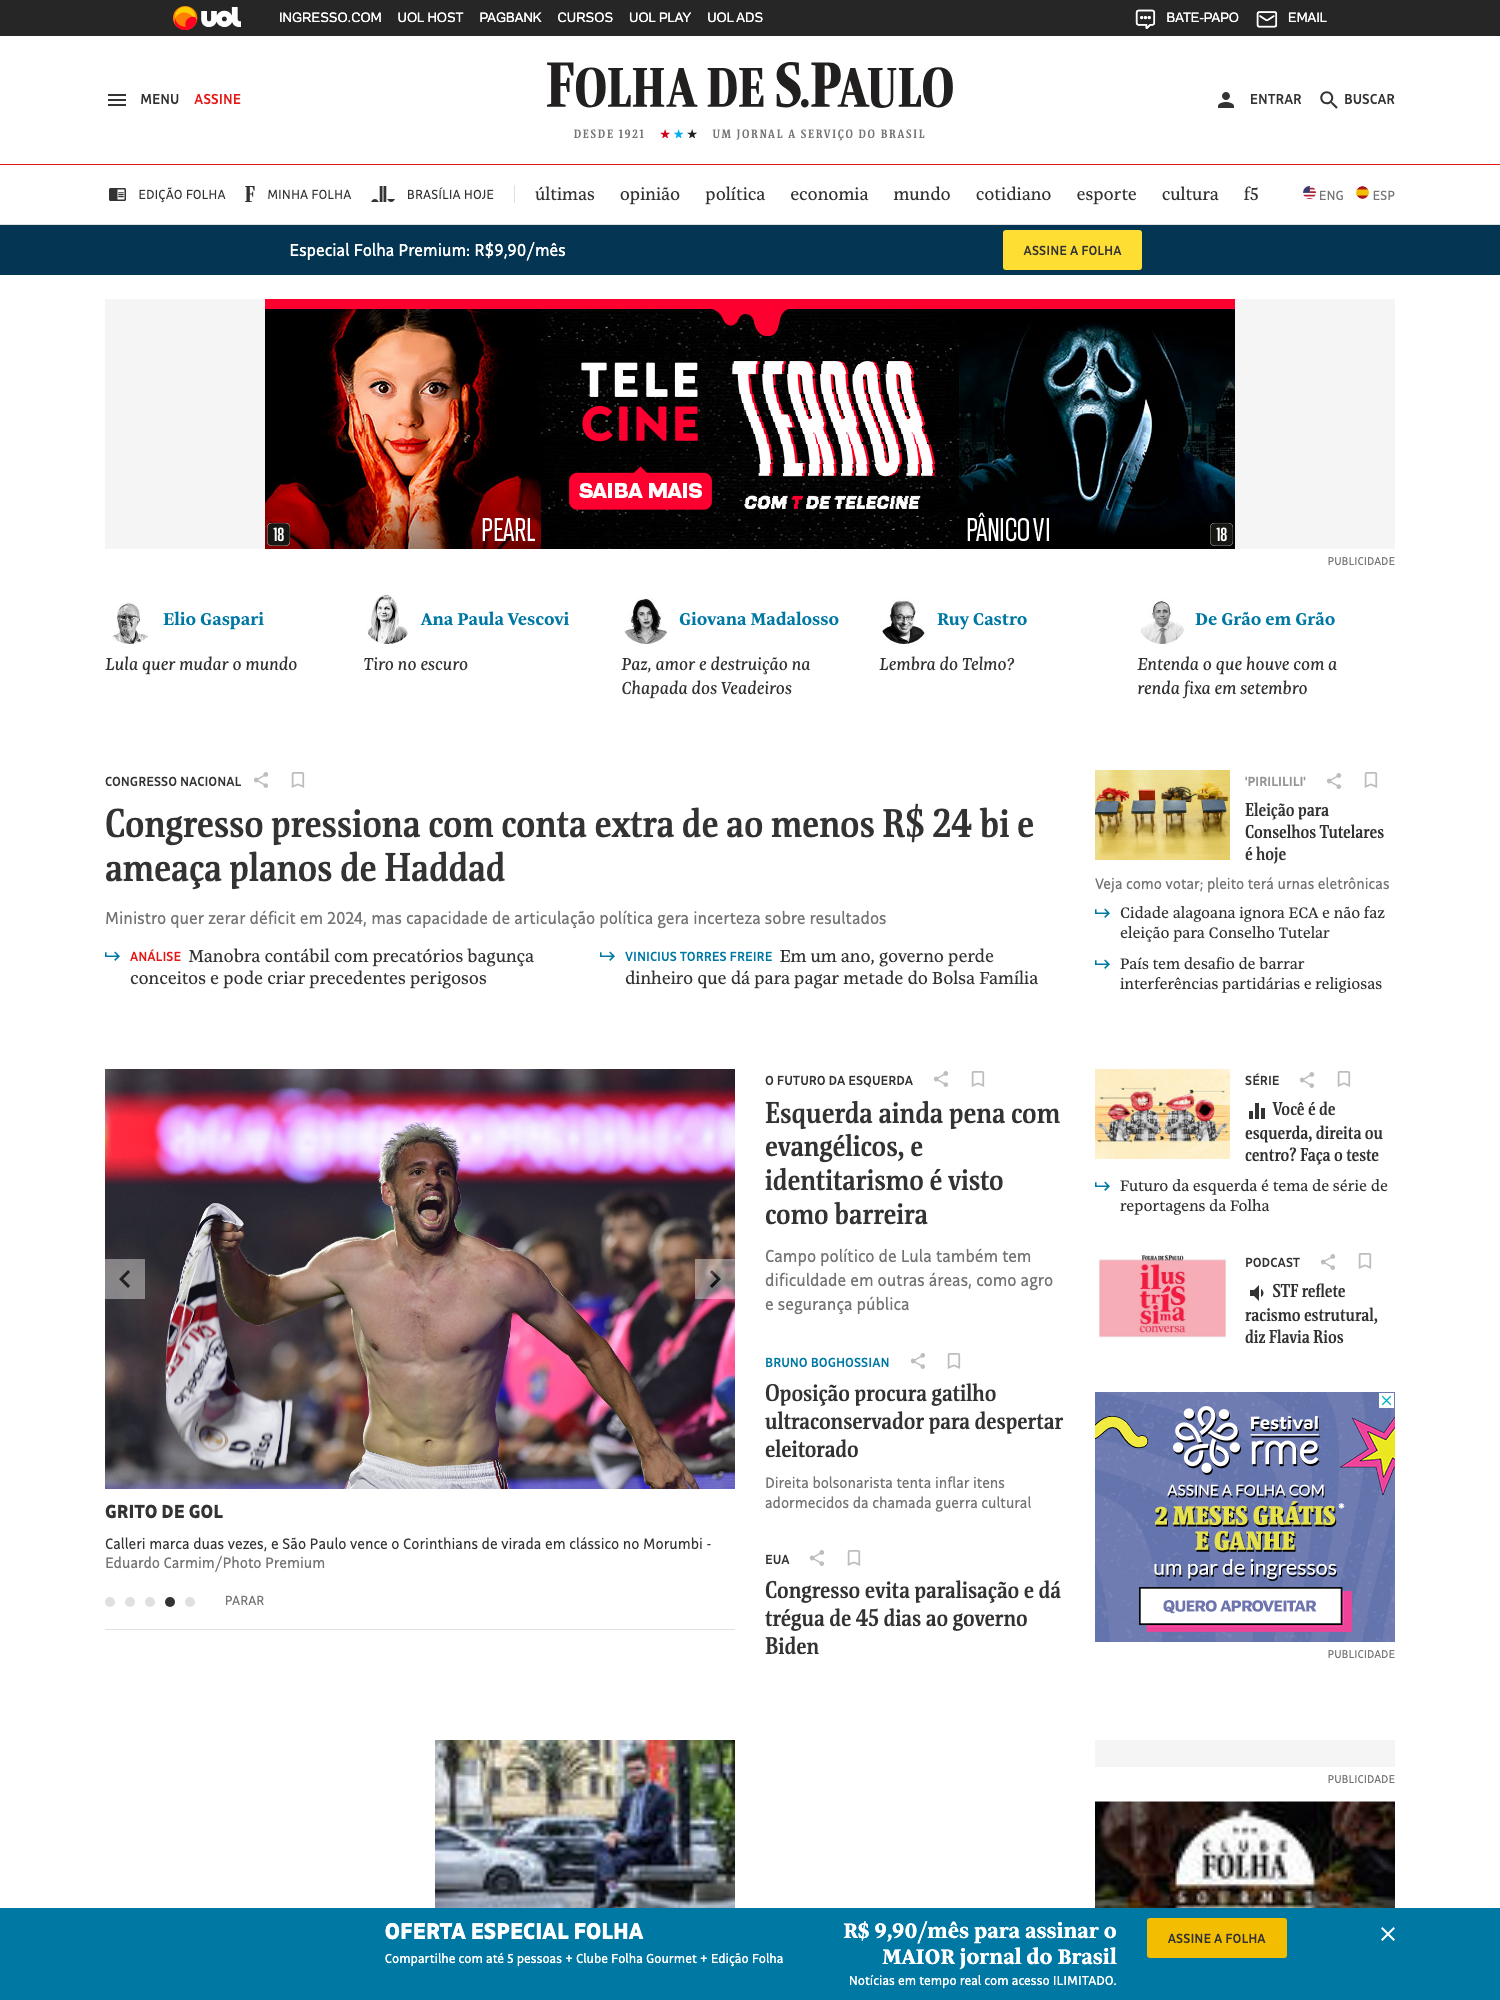 uol INGRESSO.COM UOL HOST PAGBANK CURSOS UOL PLAY UOL ADS BATE-PAPO EMAIL
MENU ASSINE
FOLHA DE S.PAULO
ENTRAR BUSCAR
DESDE 1921 ★★★ UM JORNAL A SERVIÇO DO BRASIL
EDIÇÃO FOLHA F MINHA FOLHA BRASÍLIA HOJE últimas opinião política economia mundo cotidiano esporte cultura f5 ENG ESP
Especial Folha Premium: R$9,90/mês ASSINE A FOLHA
TELE
CINE
TERROR
SAIBA MAIS
COM T DE TELECINE
18 PEARL
PÂNICO VI 18
PUBLICIDADE
Elio Gaspari
Lula quer mudar o mundo
Ana Paula Vescovi
Tiro no escuro
Giovana Madalosso
Paz, amor e destruição na
Chapada dos Veadeiros
Ruy Castro
Lembra do Telmo?
De Grão em Grão
Entenda o que houve com a
renda fixa em setembro
CONGRESSO NACIONAL
Congresso pressiona com conta extra de ao menos R$ 24 bi e
ameaça planos de Haddad
Ministro quer zerar déficit em 2024, mas capacidade de articulação política gera incerteza sobre resultados
ANÁLISE Manobra contábil com precatórios bagunça
conceitos e pode criar precedentes perigosos
VINICIUS TORRES FREIRE Em um ano, governo perde
dinheiro que dá para pagar metade do Bolsa Família
'PIRILILILI'
Eleição para
Conselhos Tutelares
é hoje
Veja como votar; pleito terá urnas eletrônicas
Cidade alagoana ignora ECA e não faz
eleição para Conselho Tutelar
País tem desafio de barrar
interferências partidárias e religiosas
CALLERI
GRITO DE GOL
Calleri marca duas vezes, e São Paulo vence o Corinthians de virada em clássico no Morumbi -
Eduardo Carmim/Photo Premium
PARAR
O FUTURO DA ESQUERDA
Esquerda ainda pena com
evangélicos, e
identitarismo é visto
como barreira
Campo político de Lula também tem
dificuldade em outras áreas, como agro
e segurança pública
BRUNO BOGHOSSIAN
Oposição procura gatilho
ultraconservador para despertar
eleitorado
Direita bolsonarista tenta inflar itens
adormecidos da chamada guerra cultural
EUA
Congresso evita paralisação e dá
trégua de 45 dias ao governo
Biden
SÉRIE
Você é de
esquerda, direita ou
centro? Faça o teste
Futuro da esquerda é tema de série de
reportagens da Folha
FOLHA DE S.PAULO
ilus
trís
sima
conversa
PODCAST
STF reflete
racismo estrutural,
diz Flavia Rios
Festival
rme
ASSINE A FOLHA COM
2 MESES GRÁTIS*
E GANHE
um par de ingressos
QUERO APROVEITAR
PUBLICIDADE
PUBLICIDADE
CLUBE
FOLHA
GOURMET
OFERTA ESPECIAL FOLHA
Compartilhe com até 5 pessoas + Clube Folha Gourmet + Edição Folha
R$ 9,90/mês para assinar o
MAIOR jornal do Brasil
Notícias em tempo real com acesso ILIMITADO.
ASSINE A FOLHA